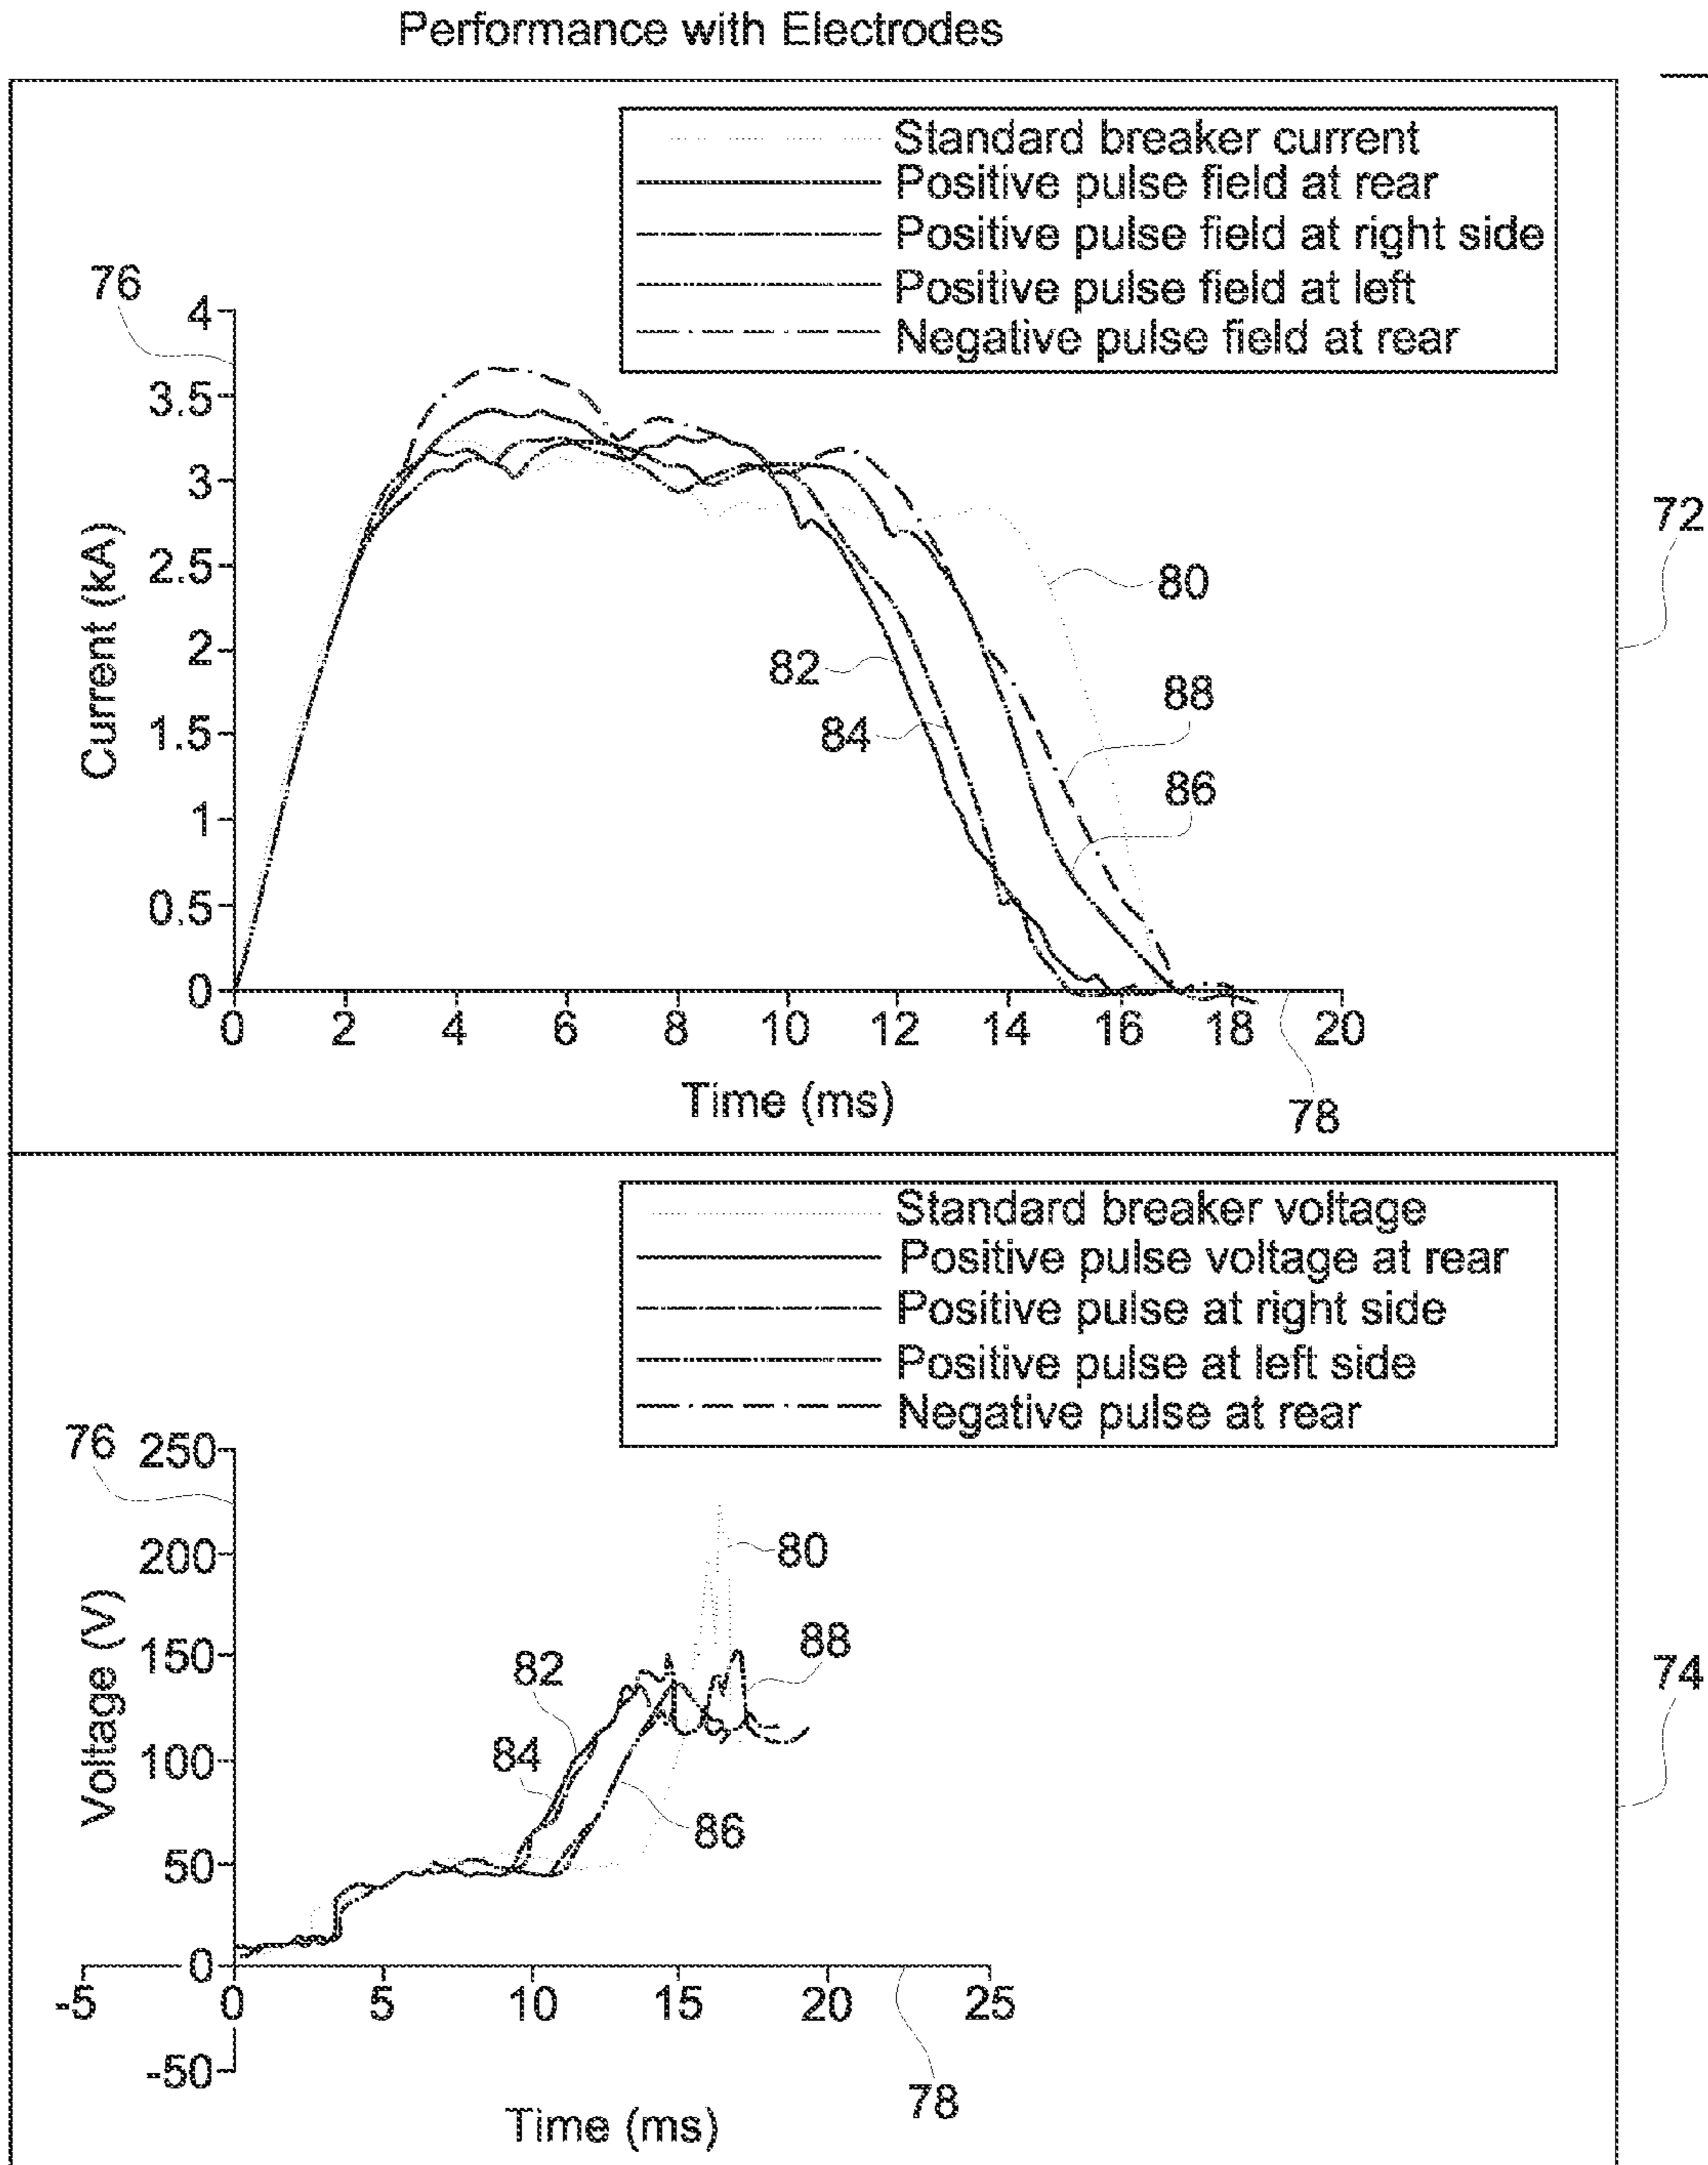 Performance with Electrodes
Standard breaker current
Positive pulse field at rear
Positive pulse field at right side
Positive pulse field at left
Negative pulse field at rear
76
4
3.5
3
2.5
2
1.5
1
0.5
0
Current (kA)
72
80
82
88
84
86
0 2 4 6 8 10 12 14 16 18 20
Time (ms)
78
Standard breaker voltage
Positive pulse voltage at rear
Positive pulse at right side
Positive pulse at left side
Negative pulse at rear
76
250
200
150
100
50
0
-50
Voltage (V)
80
88
82
84
86
74
-5 0 5 10 15 20 25
78
Time (ms)